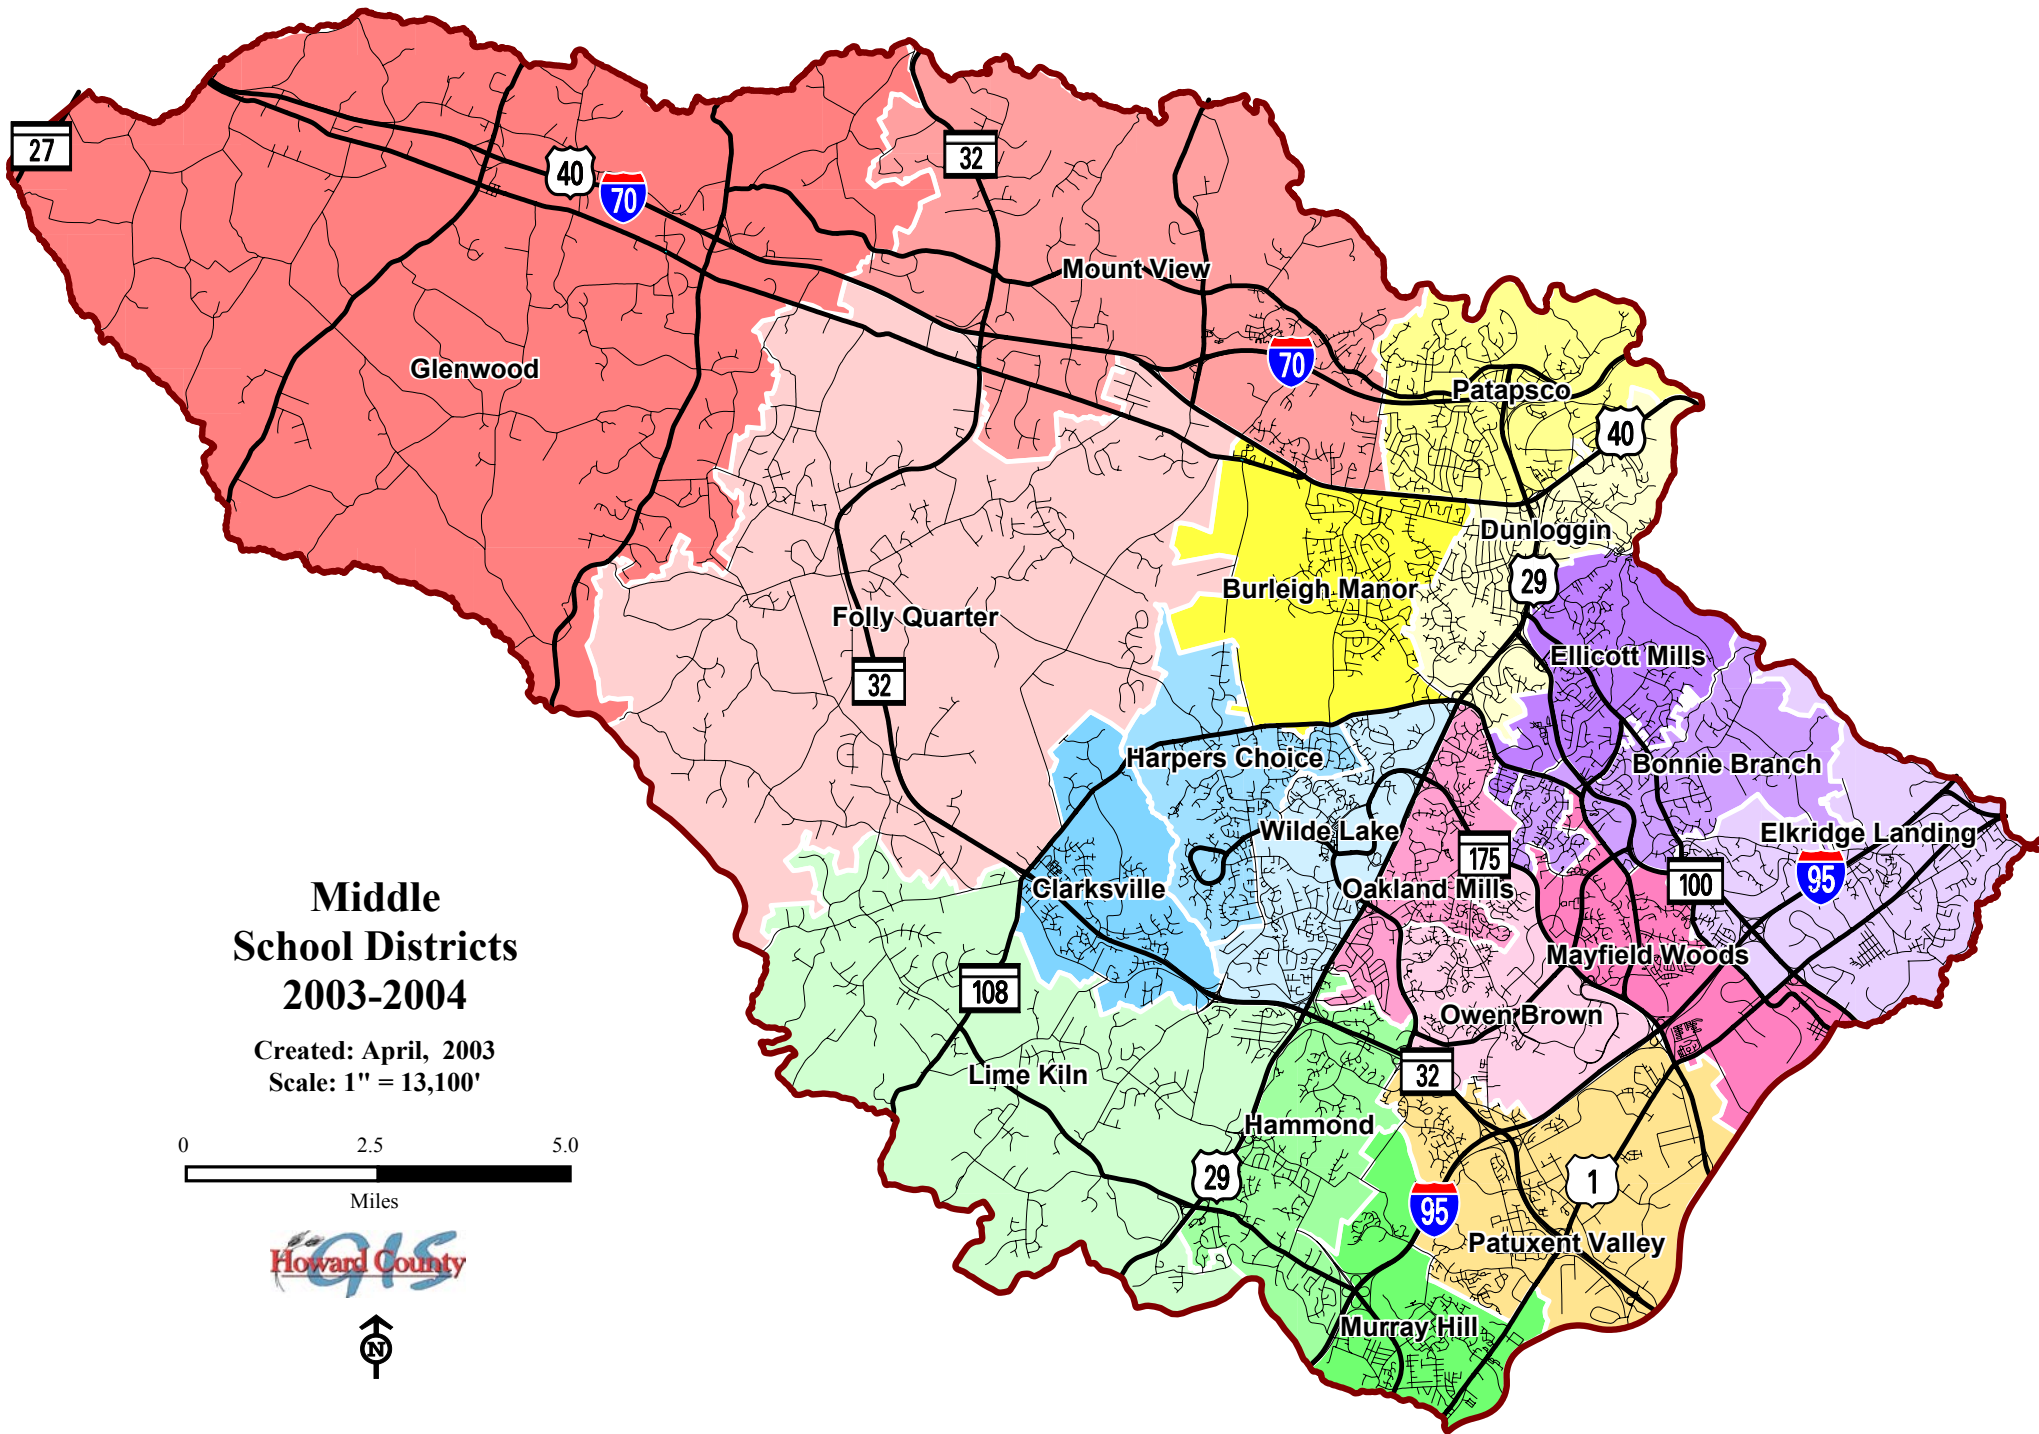 27
40
70
32
Mount View
Glenwood
70
Patapsco
40
Dunloggin
29
Burleigh Manor
Folly Quarter
32
Ellicott Mills
Harpers Choice
Bonnie Branch
Wilde Lake
Elkridge Landing
175
95
100
Clarksville
Oakland Mills
Mayfield Woods
108
Owen Brown
32
Lime Kiln
Hammond
29
1
95
Patuxent Valley
Murray Hill
Middle
School Districts
2003-2004
Created: April, 2003
Scale: 1" = 13,100'
0 2.5 5.0
Miles
Howard County
GIS
N